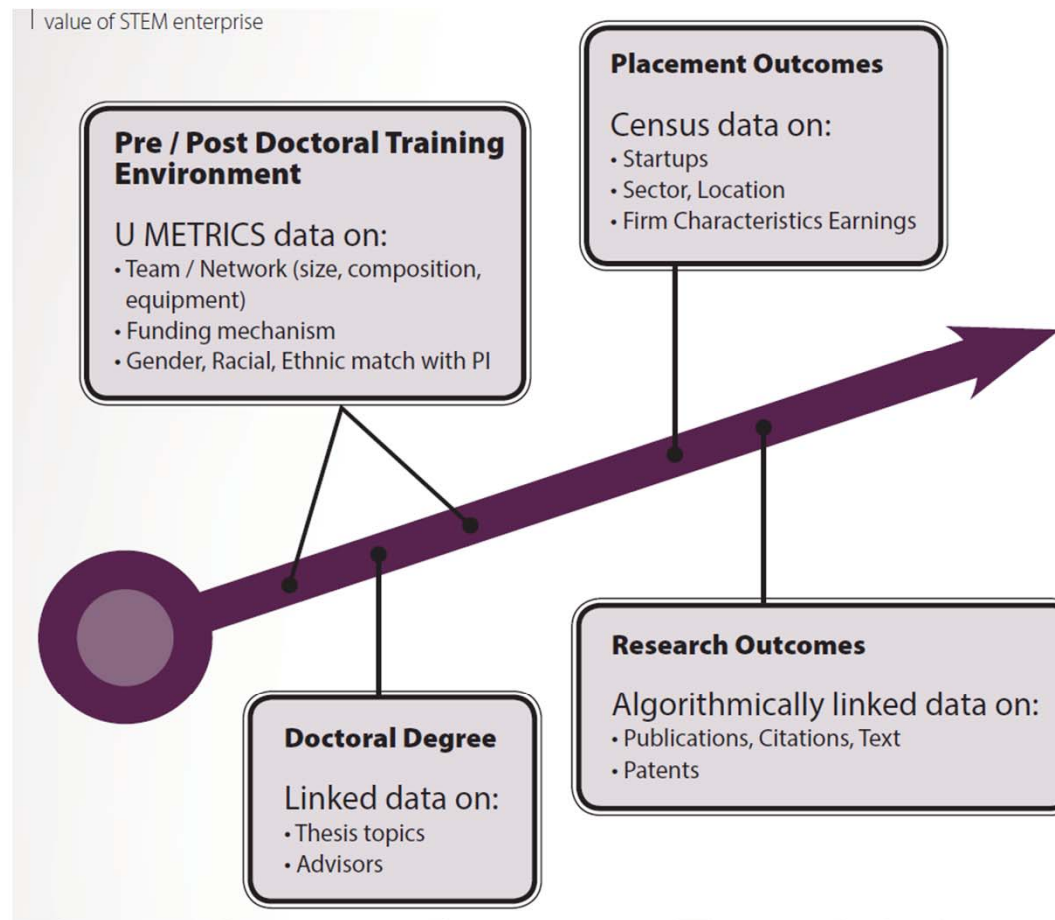 value of STEM enterprise
Pre / Post Doctoral Training
Environment
U METRICS data on:
• Team / Network (size, composition,
equipment)
• Funding mechanism
• Gender, Racial, Ethnic match with PI
Placement Outcomes
Census data on:
• Startups
• Sector, Location
• Firm Characteristics Earnings
Doctoral Degree
Linked data on:
• Thesis topics
• Advisors
Research Outcomes
Algorithmically linked data on:
• Publications, Citations, Text
• Patents